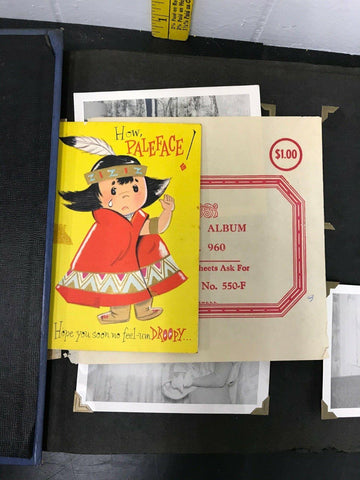 How,
PALEFACE!
$1.00
ALBUM
960
heets Ask For
No. 550-F
Hope you soon no feel-um DROOPY...